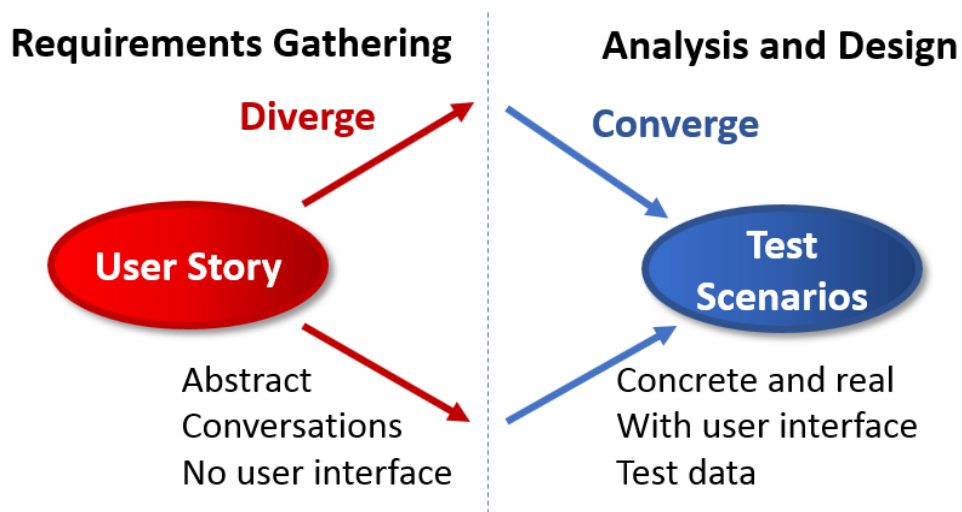 Requirements Gathering
Diverge
User Story
Abstract
Conversations
No user interface
Analysis and Design
Converge
Test
Scenarios
Concrete and real
With user interface
Test data